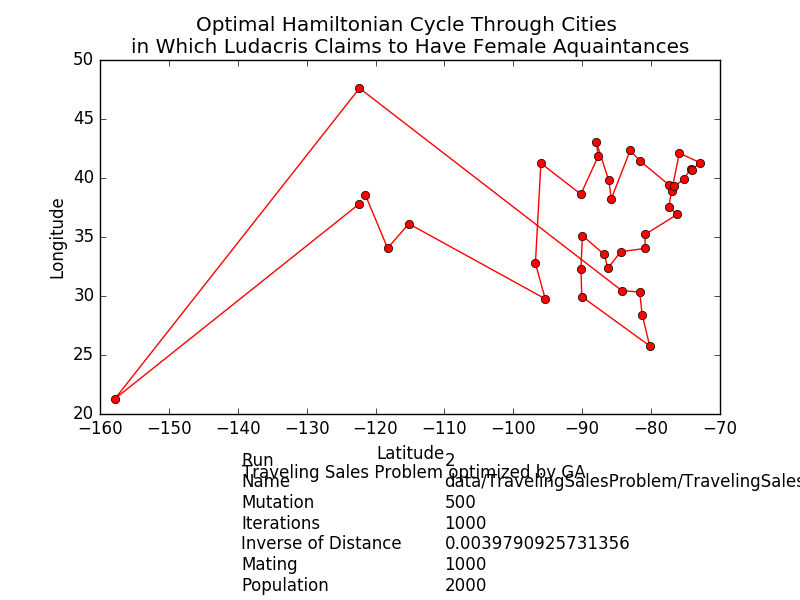 Optimal Hamiltonian Cycle Through Cities
in Which Ludacris Claims to Have Female Aquaintances
50
45
40
35
30
25
20
Longitude
−160 −150 −140 −130 −120 −110 −100 −90 −80 −70
Latitude
Run 2
Traveling Sales Problem optimized by GA
Name data/TravelingSalesProblem/TravelingSales
Mutation 500
Iterations 1000
Inverse of Distance 0.0039790925731356
Mating 1000
Population 2000